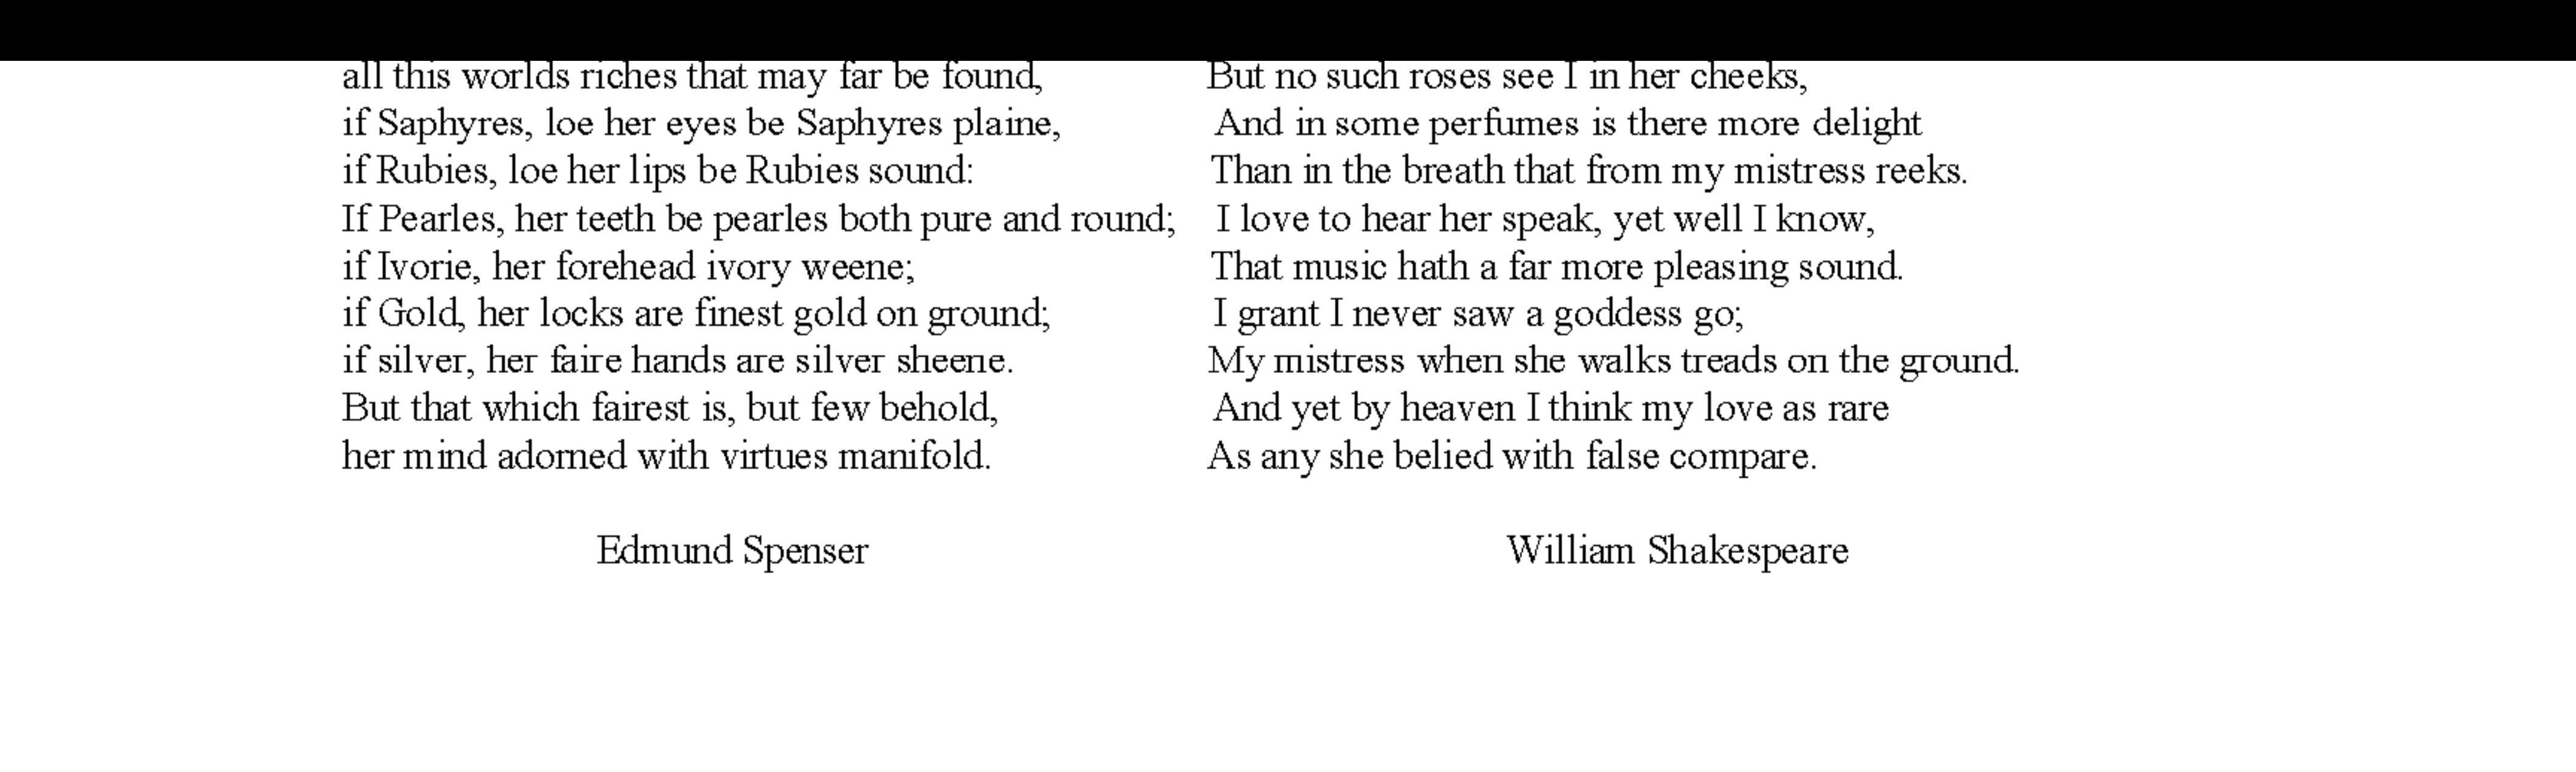 all this worlds riches that may far be found,
if Saphyres, loe her eyes be Saphyres plaine,
if Rubies, loe her lips be Rubies sound:
If Pearles, her teeth be pearles both pure and round;
if Ivorie, her forehead ivory weene;
if Gold, her locks are finest gold on ground;
if silver, her faire hands are silver sheene.
But that which fairest is, but few behold,
her mind adorned with virtues manifold.
Edmund Spenser
But no such roses see I in her cheeks,
And in some perfumes is there more delight
Than in the breath that from my mistress reeks.
I love to hear her speak, yet well I know,
That music hath a far more pleasing sound.
I grant I never saw a goddess go;
My mistress when she walks treads on the ground.
And yet by heaven I think my love as rare
As any she belied with false compare.
William Shakespeare